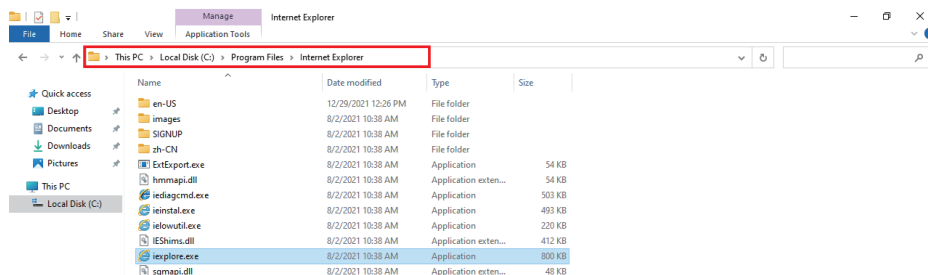 Manage Internet Explorer
File Home Share View Application Tools
This PC > Local Disk (C:) > Program Files > Internet Explorer
Name Date modified Type Size
Quick access
Desktop
Documents
Downloads
Pictures
This PC
Local Disk (C:)
en-US 12/29/2021 12:26 PM File folder
images 8/2/2021 10:38 AM File folder
SIGNUP 8/2/2021 10:38 AM File folder
zh-CN 8/2/2021 10:38 AM File folder
ExtExport.exe 8/2/2021 10:38 AM Application 54 KB
hmmapi.dll 8/2/2021 10:38 AM Application exten... 54 KB
iediagcmd.exe 8/2/2021 10:38 AM Application 503 KB
ieinstal.exe 8/2/2021 10:38 AM Application 493 KB
ielowutil.exe 8/2/2021 10:38 AM Application 220 KB
IEShims.dll 8/2/2021 10:38 AM Application exten... 412 KB
iexplore.exe 8/2/2021 10:38 AM Application 800 KB
sqmapi.dll 8/2/2021 10:38 AM Application exten... 48 KB